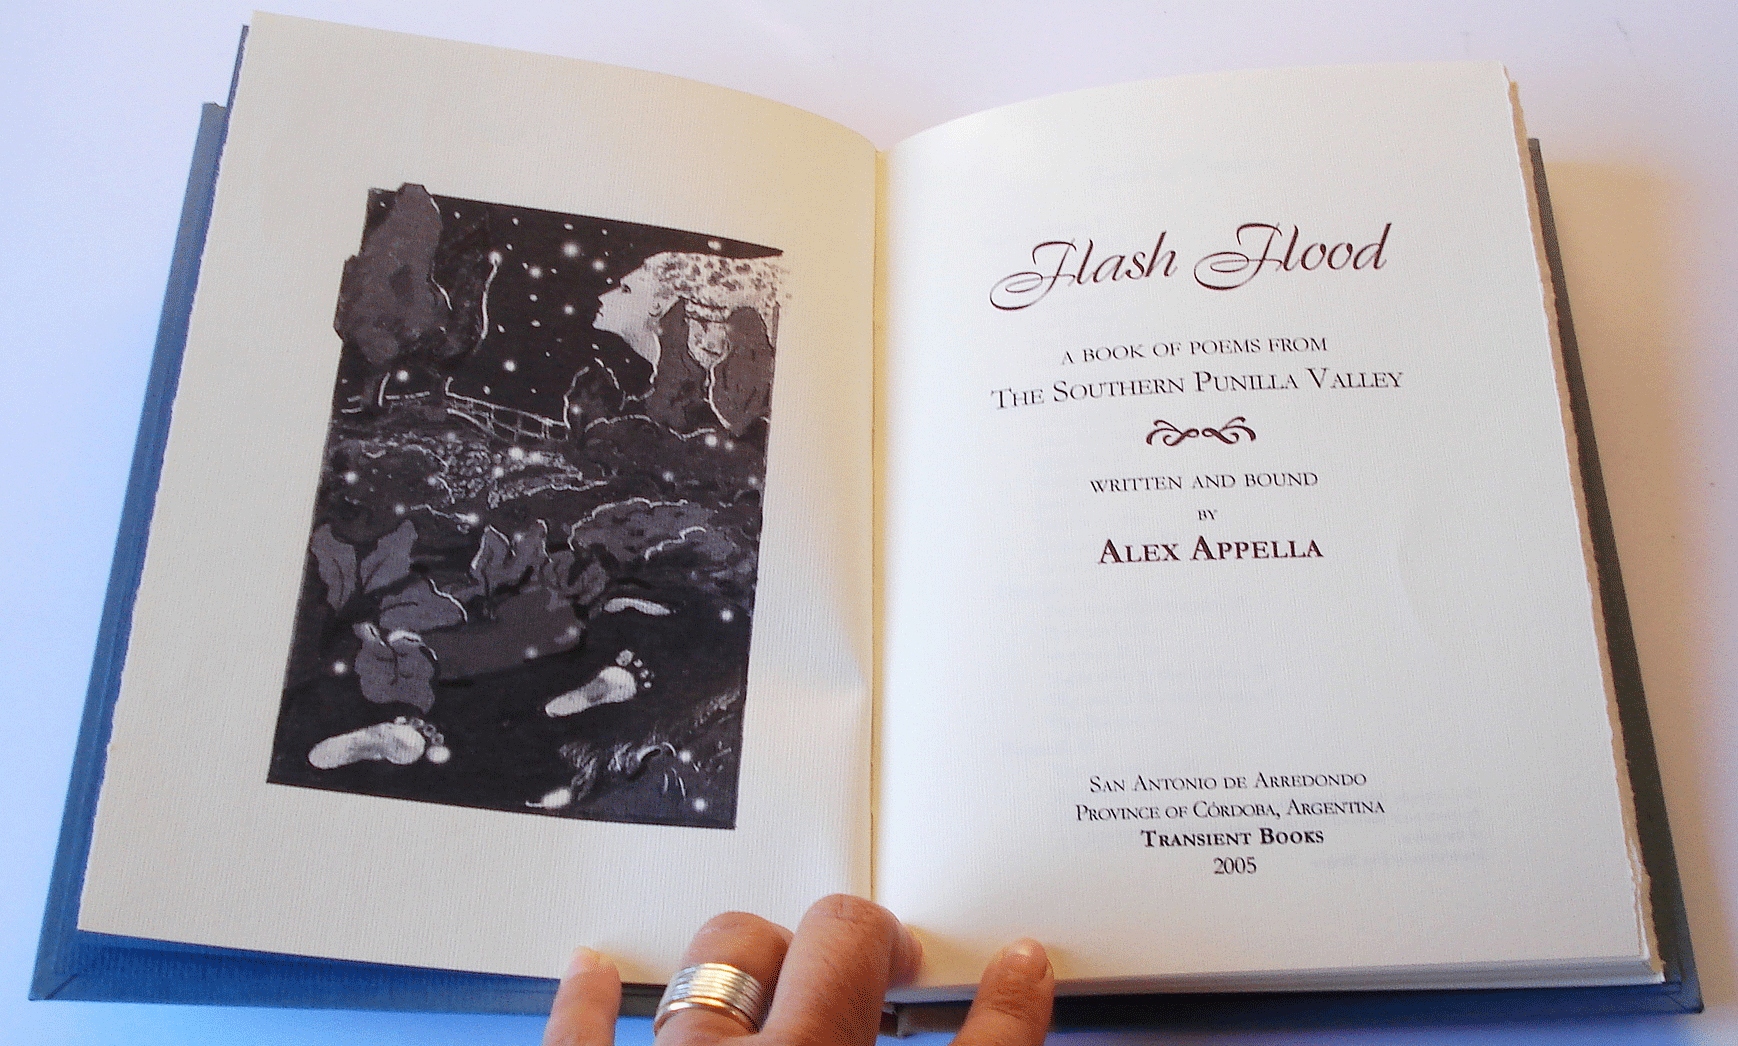 Flash Flood
A BOOK OF POEMS FROM
THE SOUTHERN PUNILLA VALLEY
WRITTEN AND BOUND
BY
ALEX APPELLA
SAN ANTONIO DE ARREDONDO
PROVINCE OF CÓRDOBA, ARGENTINA
TRANSIENT BOOKS
2005